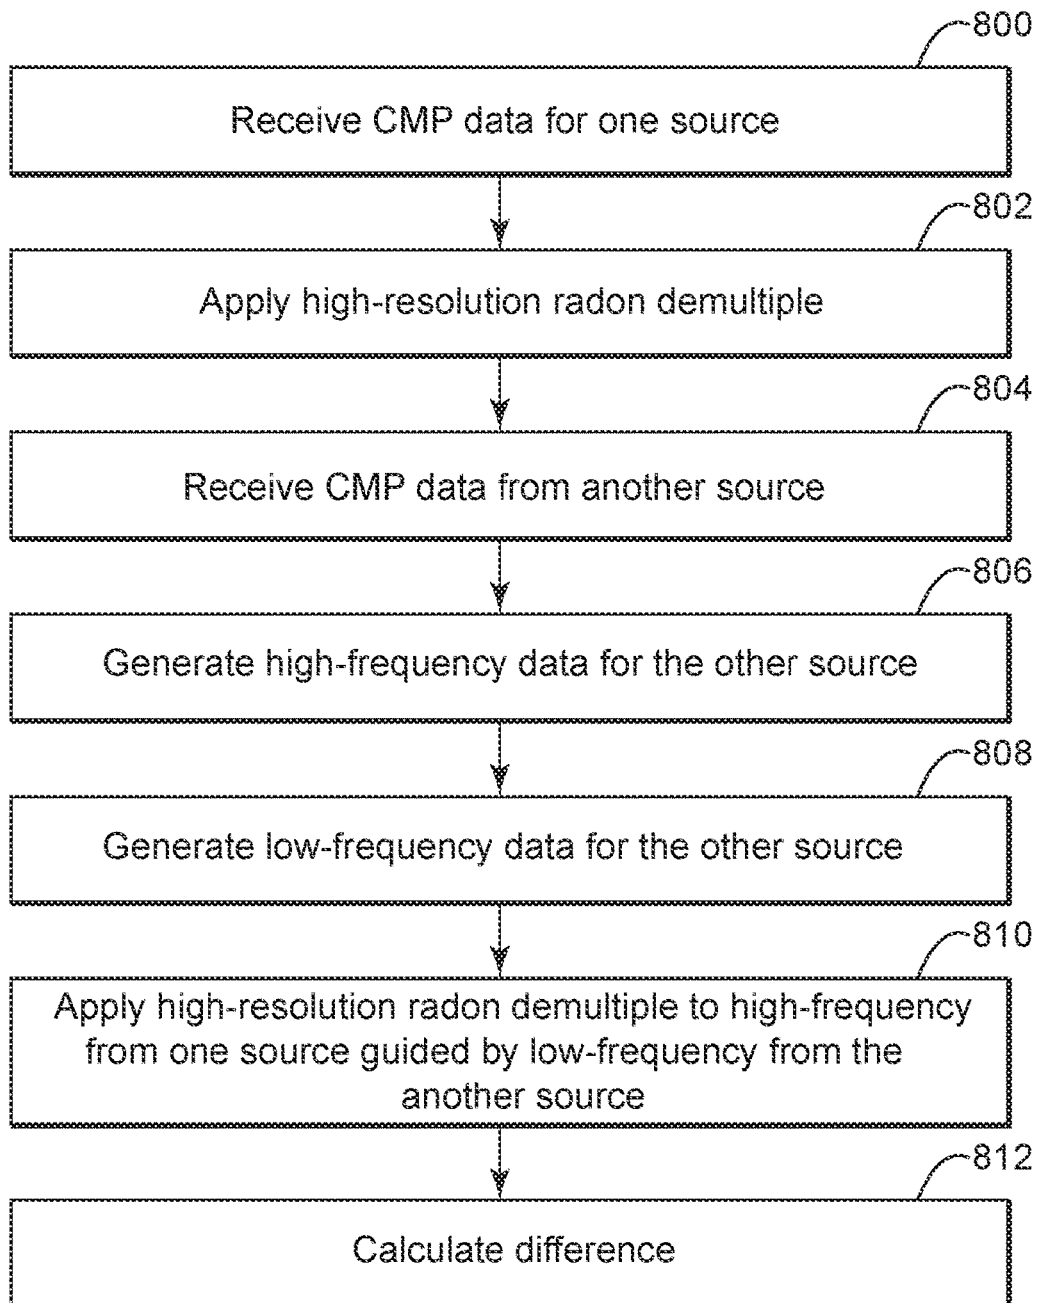 800
Receive CMP data for one source
802
Apply high-resolution radon demultiple
804
Receive CMP data from another source
806
Generate high-frequency data for the other source
808
Generate low-frequency data for the other source
810
Apply high-resolution radon demultiple to high-frequency
from one source guided by low-frequency from the
another source
812
Calculate difference